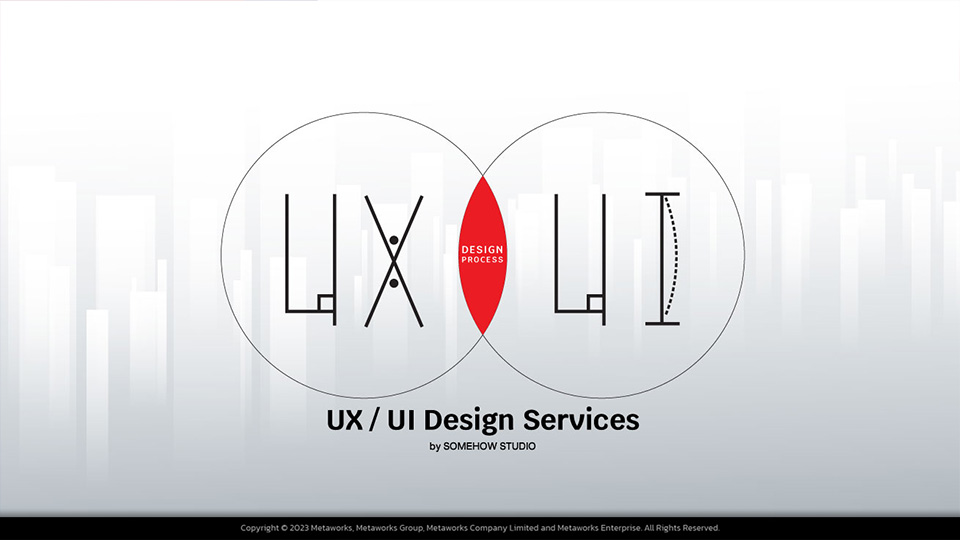 UX UI
DESIGN
PROCESS
UX / UI Design Services
by SOMEHOW STUDIO
Copyright © 2023 Metaworks, Metaworks Group, Metaworks Company Limited and Metaworks Enterprise. All Rights Reserved.